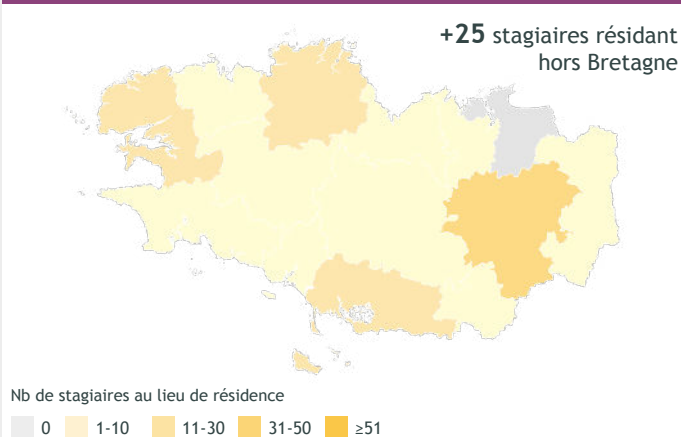 +25 stagiaires résidant
hors Bretagne
Nb de stagiaires au lieu de résidence
0 1-10 11-30 31-50 ≥51